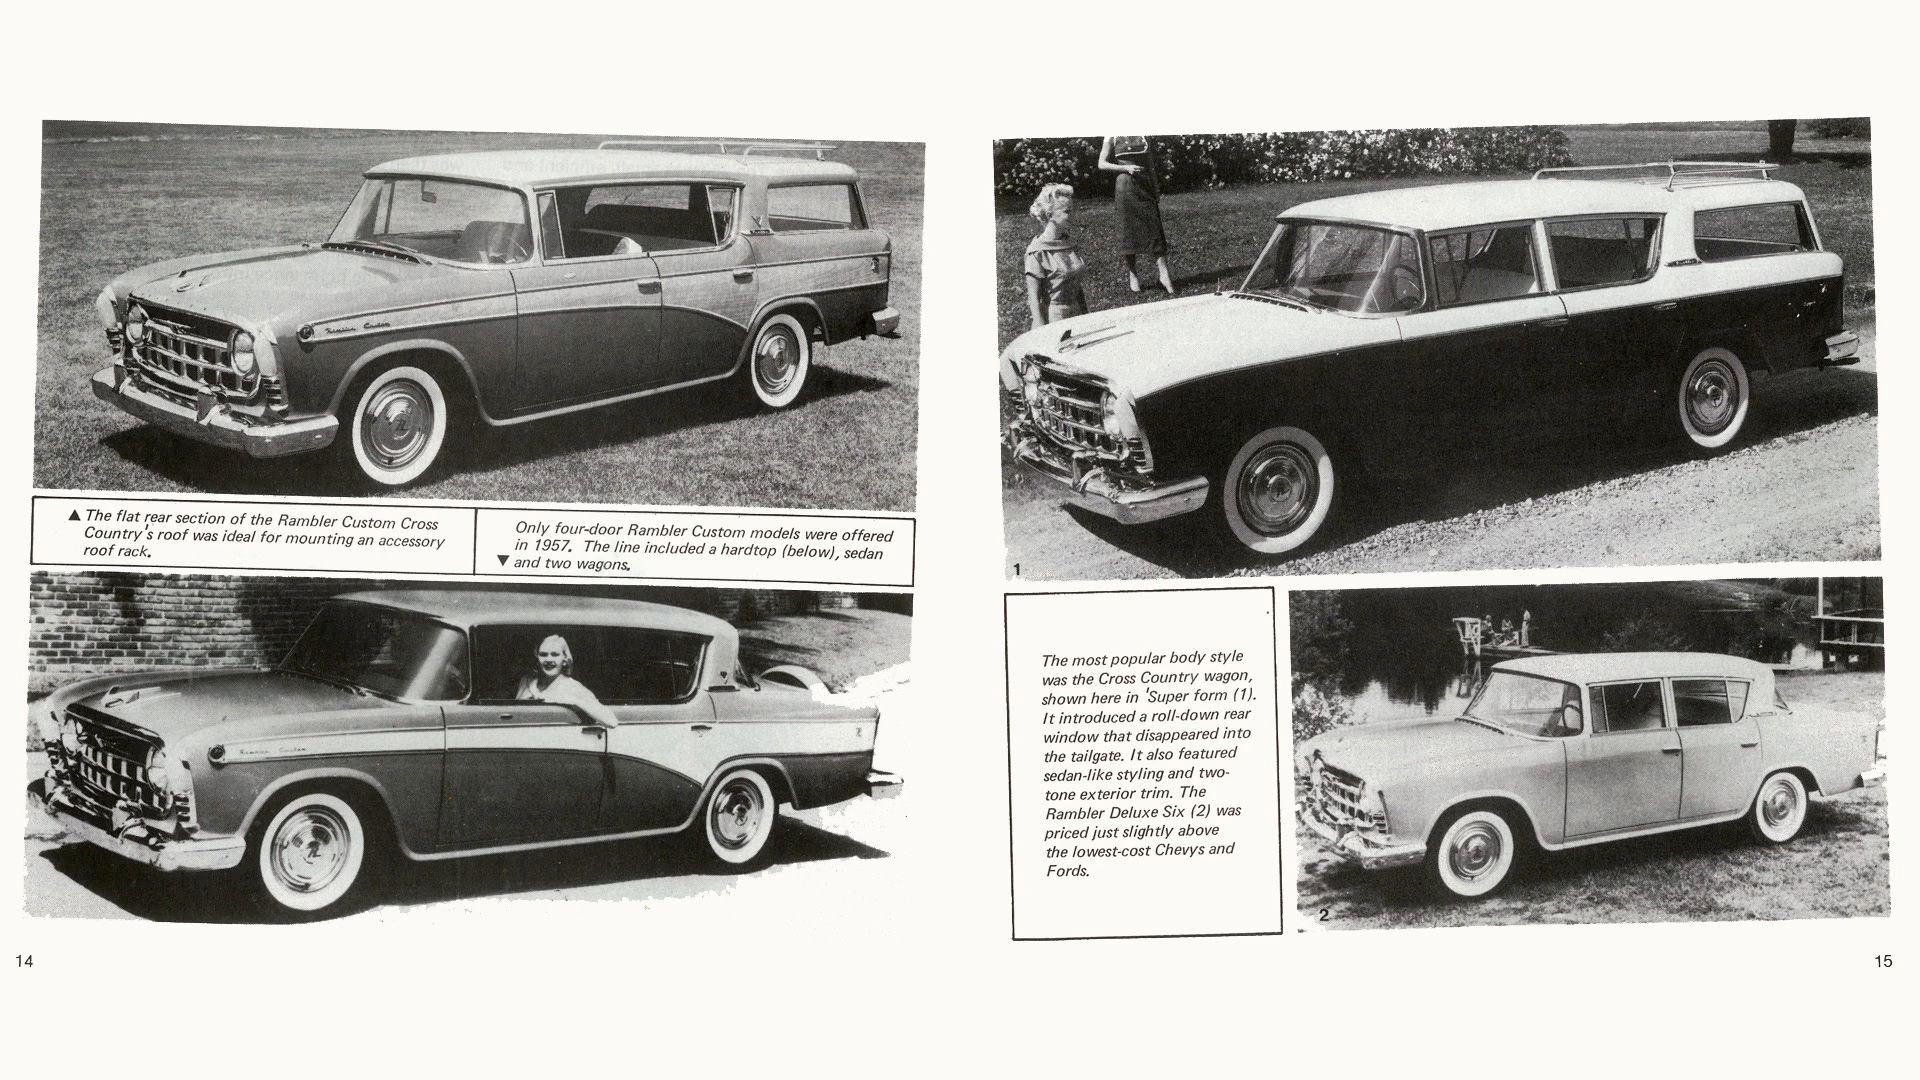 ▲ The flat rear section of the Rambler Custom Cross
Country's roof was ideal for mounting an accessory
roof rack.
Only four-door Rambler Custom models were offered
in 1957. The line included a hardtop (below), sedan
▼ and two wagons.
14
1
The most popular body style
was the Cross Country wagon,
shown here in 'Super form (1).
It introduced a roll-down rear
window that disappeared into
the tailgate. It also featured
sedan-like styling and two-
tone exterior trim. The
Rambler Deluxe Six (2) was
priced just slightly above
the lowest-cost Chevys and
Fords.
2
15